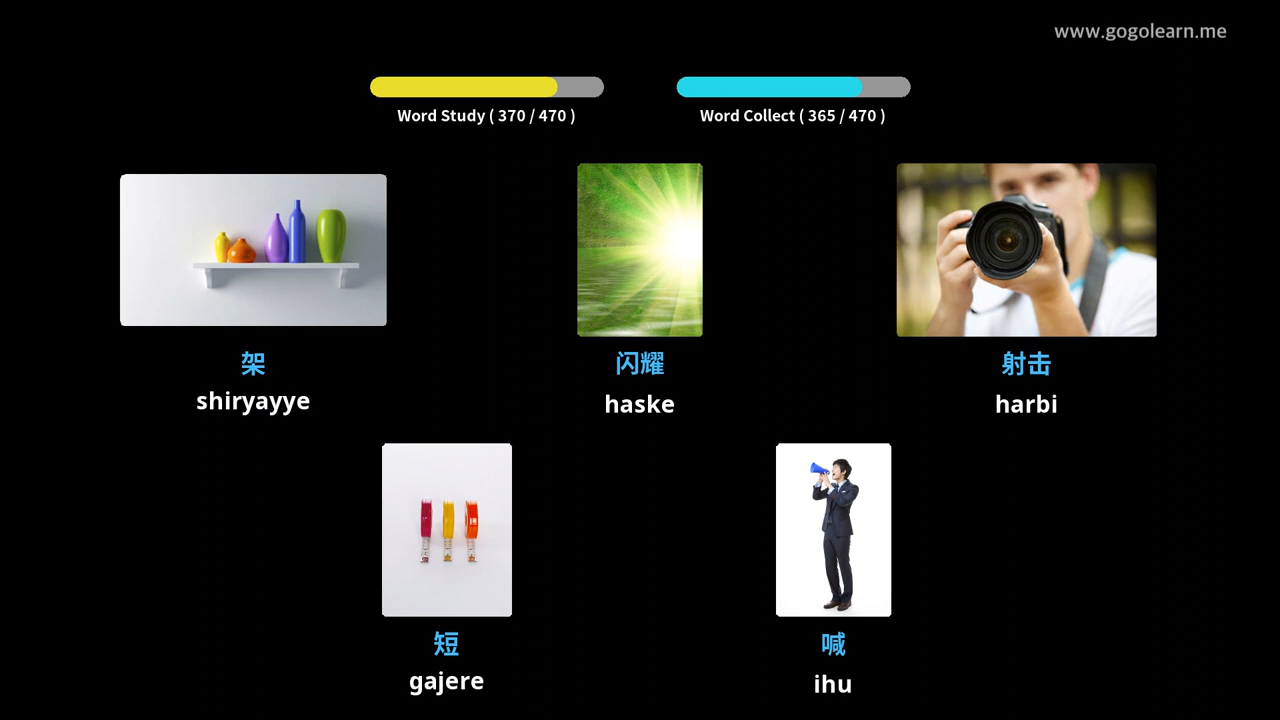 www.gogolearn.me
Word Study ( 370 / 470 )
Word Collect ( 365 / 470 )
架
shiryayye
闪耀
haske
射击
harbi
短
gajere
喊
ihu